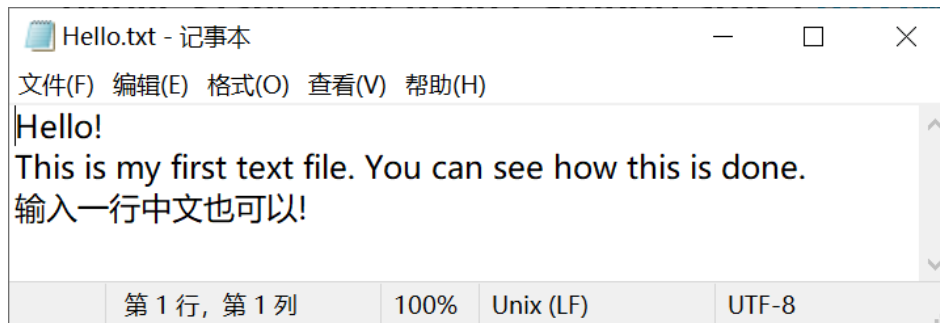 Hello.txt - 记事本
文件(F) 编辑(E) 格式(O) 查看(V) 帮助(H)
Hello!
This is my first text file. You can see how this is done.
输入一行中文也可以!
第 1 行，第 1 列 100% Unix (LF) UTF-8